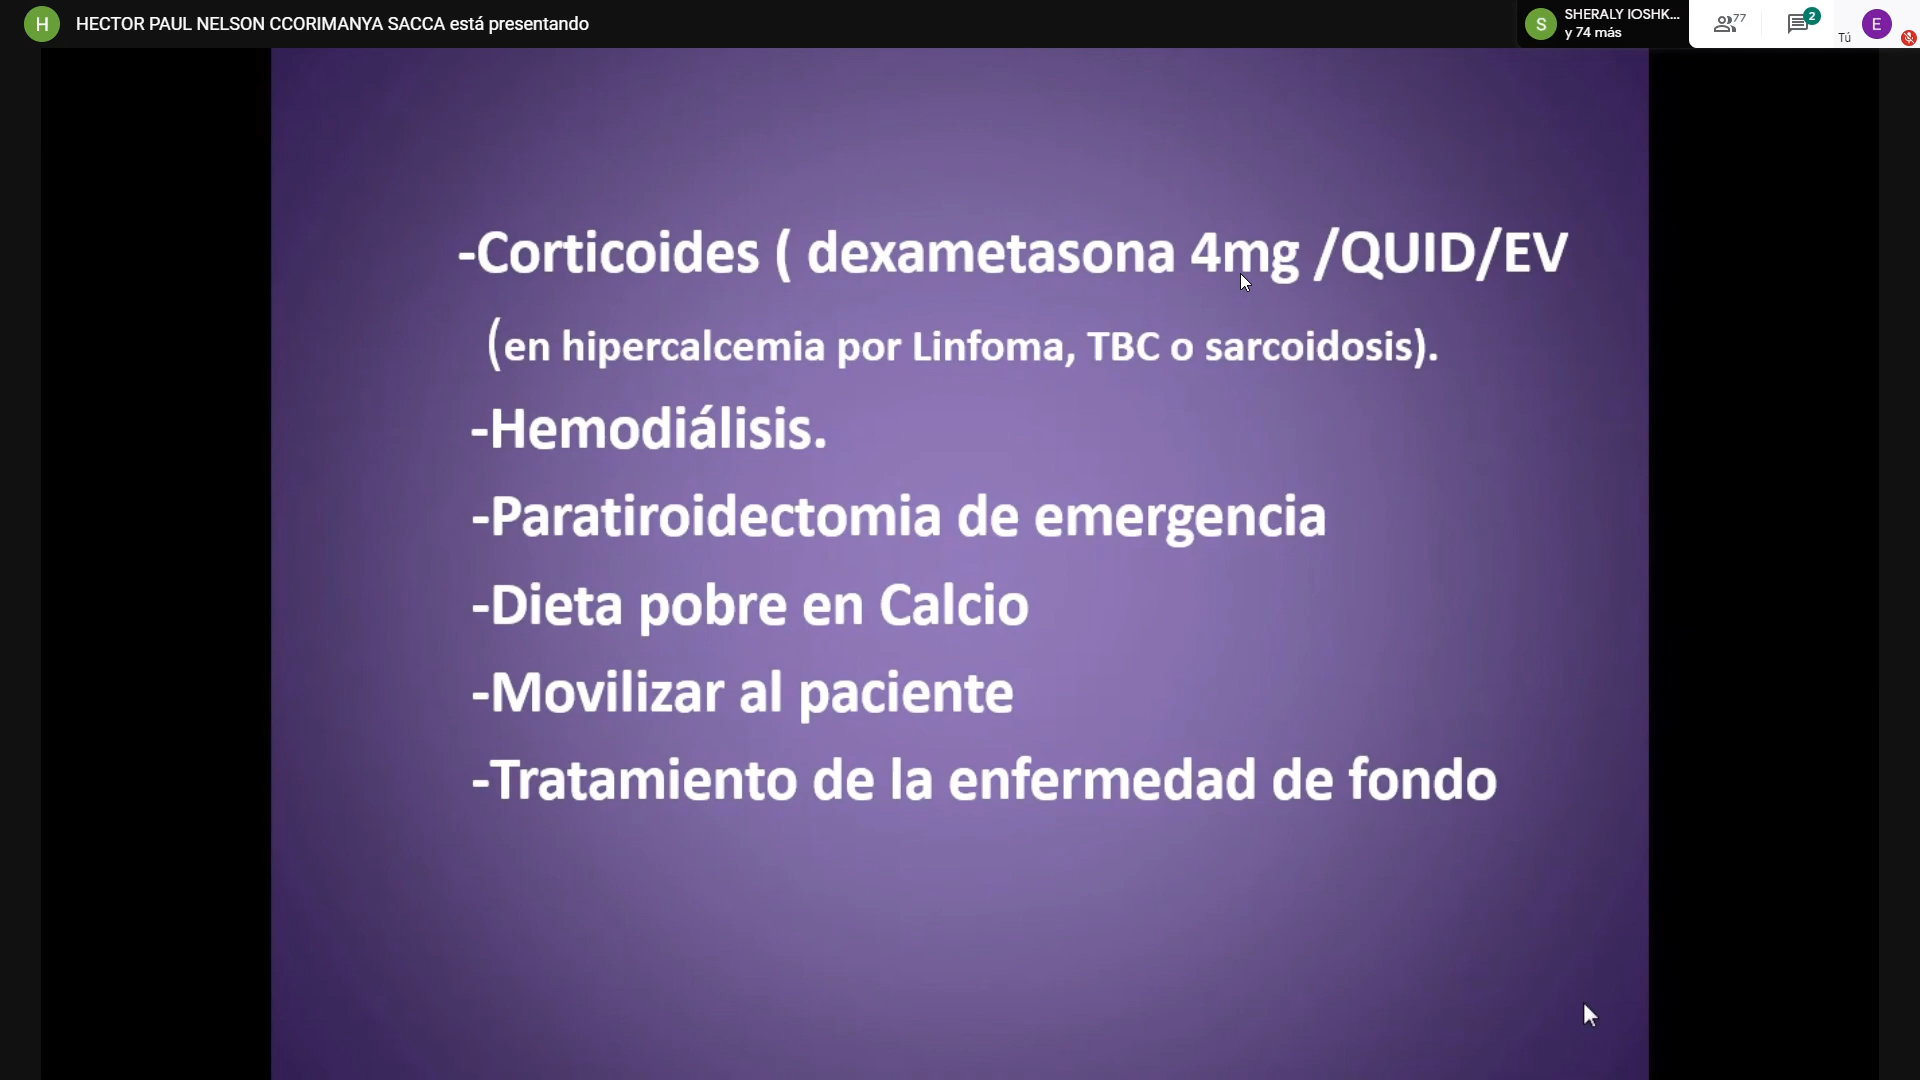 H
HECTOR PAUL NELSON CCORIMANYA SACCA está presentando
S
SHERALY IOSHK...
y 74 más
77
2
Tú
E
-Corticoides ( dexametasona 4mg /QUID/EV
(en hipercalcemia por Linfoma, TBC o sarcoidosis).
-Hemodiálisis.
-Paratiroidectomia de emergencia
-Dieta pobre en Calcio
-Movilizar al paciente
-Tratamiento de la enfermedad de fondo